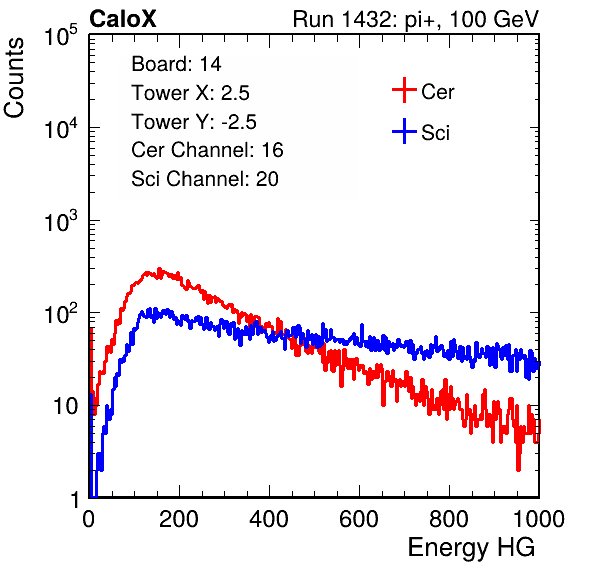 CaloX Run 1432: pi+, 100 GeV
Counts
Board: 14
Tower X: 2.5
Tower Y: -2.5
Cer Channel: 16
Sci Channel: 20
Cer
Sci
10^5
10^4
10^3
10^2
10
1
0 200 400 600 800 1000
Energy HG